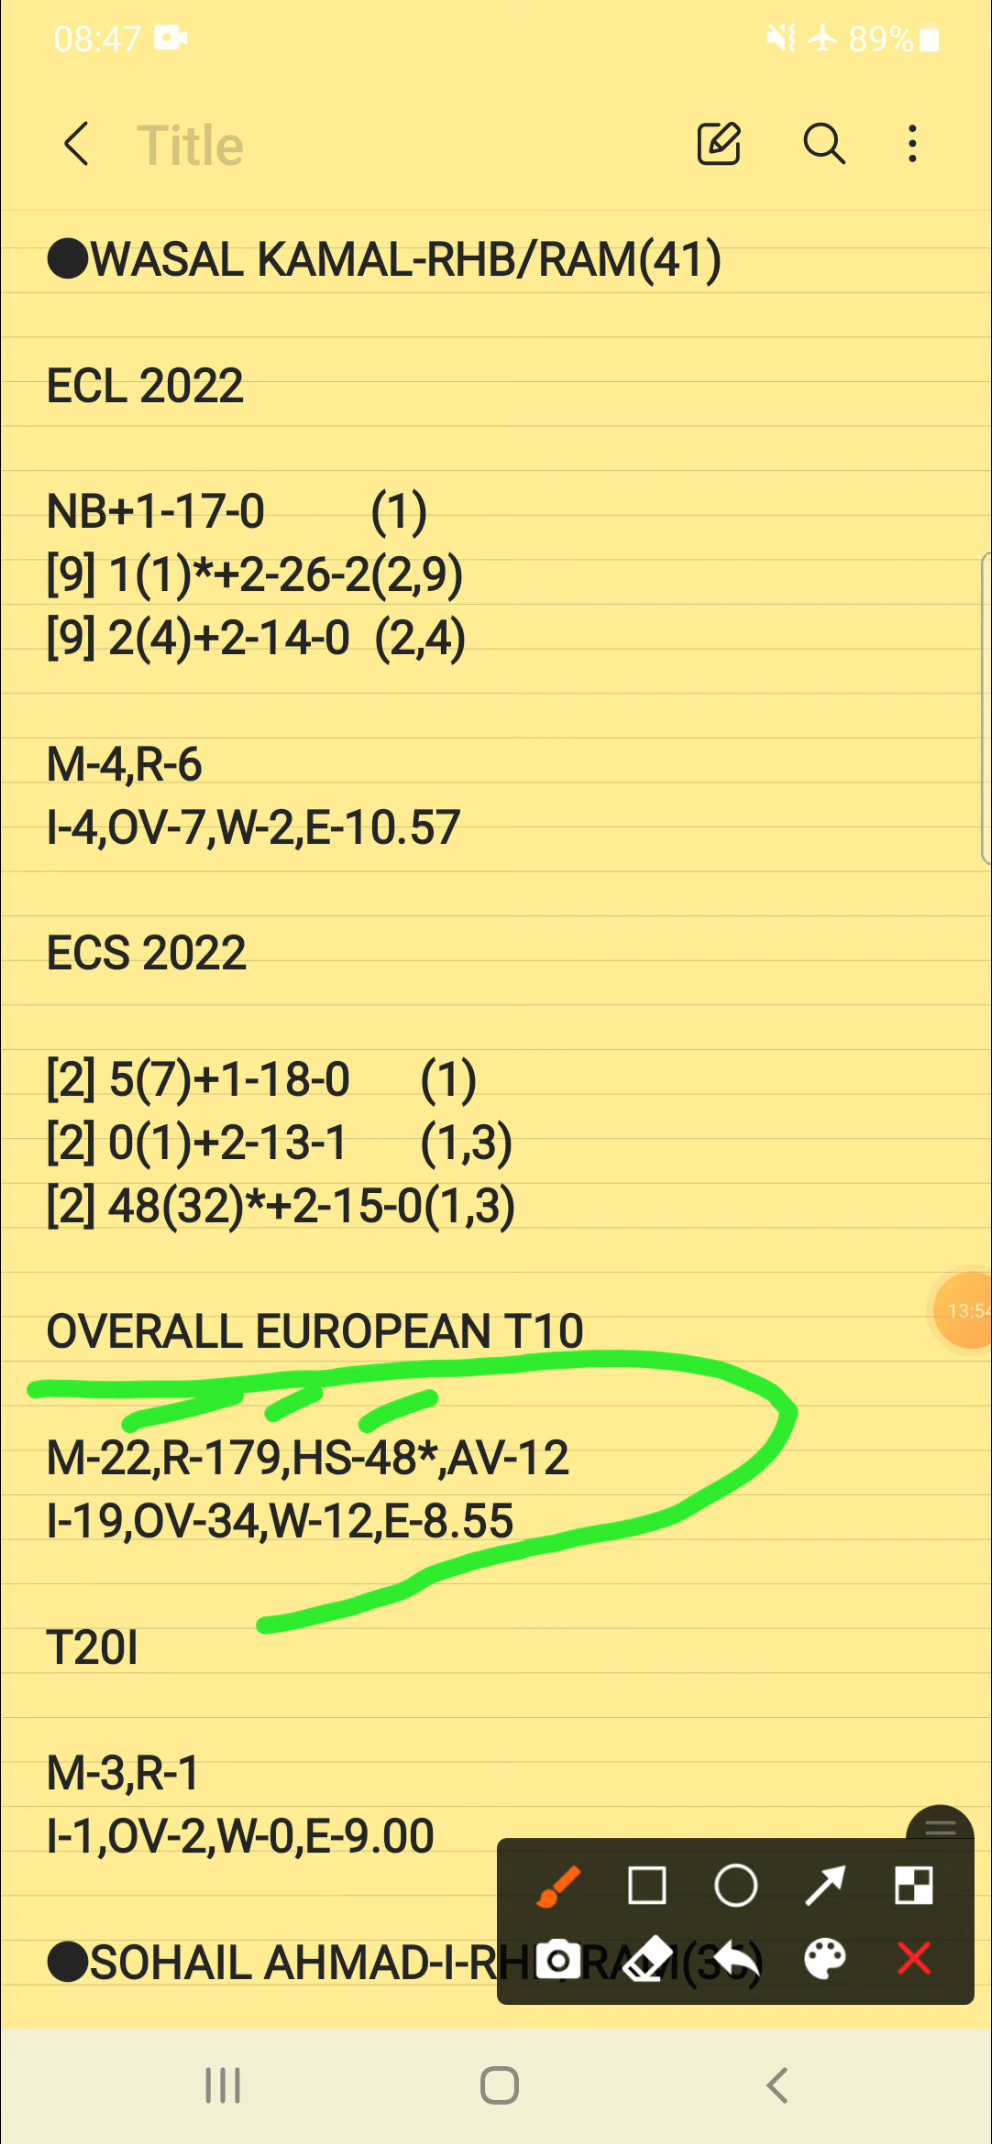 08:47 89%
Title
●WASAL KAMAL-RHB/RAM(41)
ECL 2022
NB+1-17-0 (1)
[9] 1(1)*+2-26-2(2,9)
[9] 2(4)+2-14-0 (2,4)
M-4,R-6
I-4,OV-7,W-2,E-10.57
ECS 2022
[2] 5(7)+1-18-0 (1)
[2] 0(1)+2-13-1 (1,3)
[2] 48(32)*+2-15-0(1,3)
13:54
OVERALL EUROPEAN T10
M-22,R-179,HS-48*,AV-12
I-19,OV-34,W-12,E-8.55
T20I
M-3,R-1
I-1,OV-2,W-0,E-9.00
●SOHAIL AHMAD-I-RHB/RAM